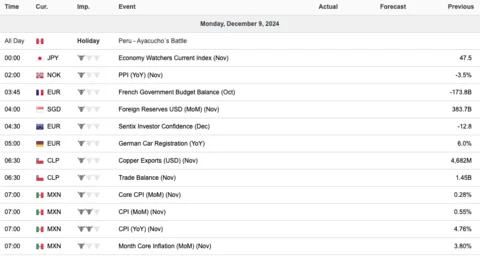 Time Cur. Imp. Event Actual Forecast Previous
Monday, December 9, 2024
All Day Holiday Peru - Ayacucho´s Battle
00:00 JPY Economy Watchers Current Index (Nov) 47.5
02:00 NOK PPI (YoY) (Nov) -3.5%
03:45 EUR French Government Budget Balance (Oct) -173.8B
04:00 SGD Foreign Reserves USD (MoM) (Nov) 383.7B
04:30 EUR Sentix Investor Confidence (Dec) -12.8
05:00 EUR German Car Registration (YoY) 6.0%
06:30 CLP Copper Exports (USD) (Nov) 4,682M
06:30 CLP Trade Balance (Nov) 1.45B
07:00 MXN Core CPI (MoM) (Nov) 0.28%
07:00 MXN CPI (MoM) (Nov) 0.55%
07:00 MXN CPI (YoY) (Nov) 4.76%
07:00 MXN Month Core Inflation (MoM) (Nov) 3.80%